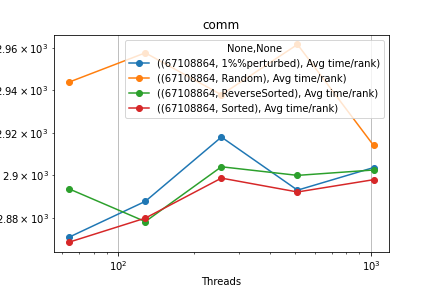 comm
2.96 × 10³
2.94 × 10³
2.92 × 10³
2.9 × 10³
2.88 × 10³
None,None
((67108864, 1%%perturbed), Avg time/rank)
((67108864, Random), Avg time/rank)
((67108864, ReverseSorted), Avg time/rank)
((67108864, Sorted), Avg time/rank)
10² 10³
Threads